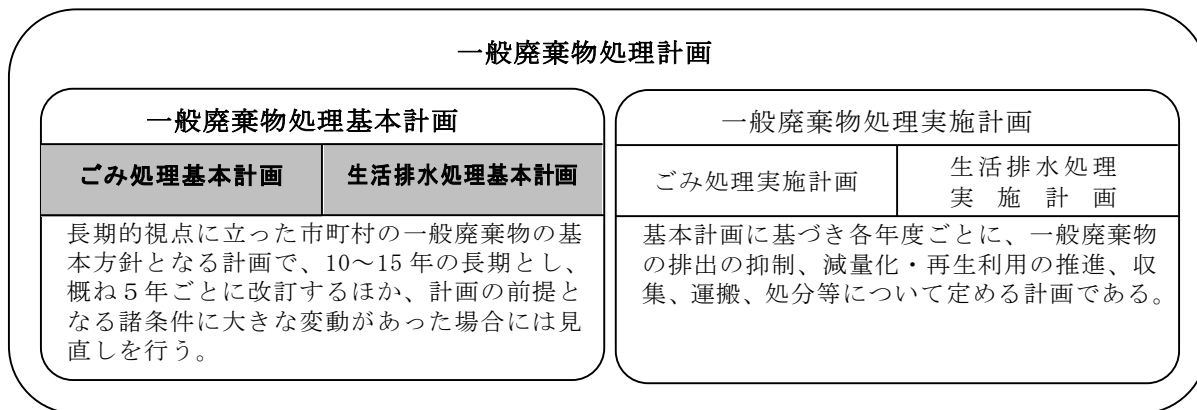 一般廃棄物処理計画
一般廃棄物処理基本計画
ごみ処理基本計画
生活排水処理基本計画
長期的視点に立った市町村の一般廃棄物の基
本方針となる計画で、10～15年の長期とし、
概ね５年ごとに改訂するほか、計画の前提と
なる諸条件に大きな変動があった場合には見
直しを行う。
一般廃棄物処理実施計画
ごみ処理実施計画
生活排水処理
実施計画
基本計画に基づき各年度ごとに、一般廃棄物
の排出の抑制、減量化・再生利用の推進、収
集、運搬、処分等について定める計画である。